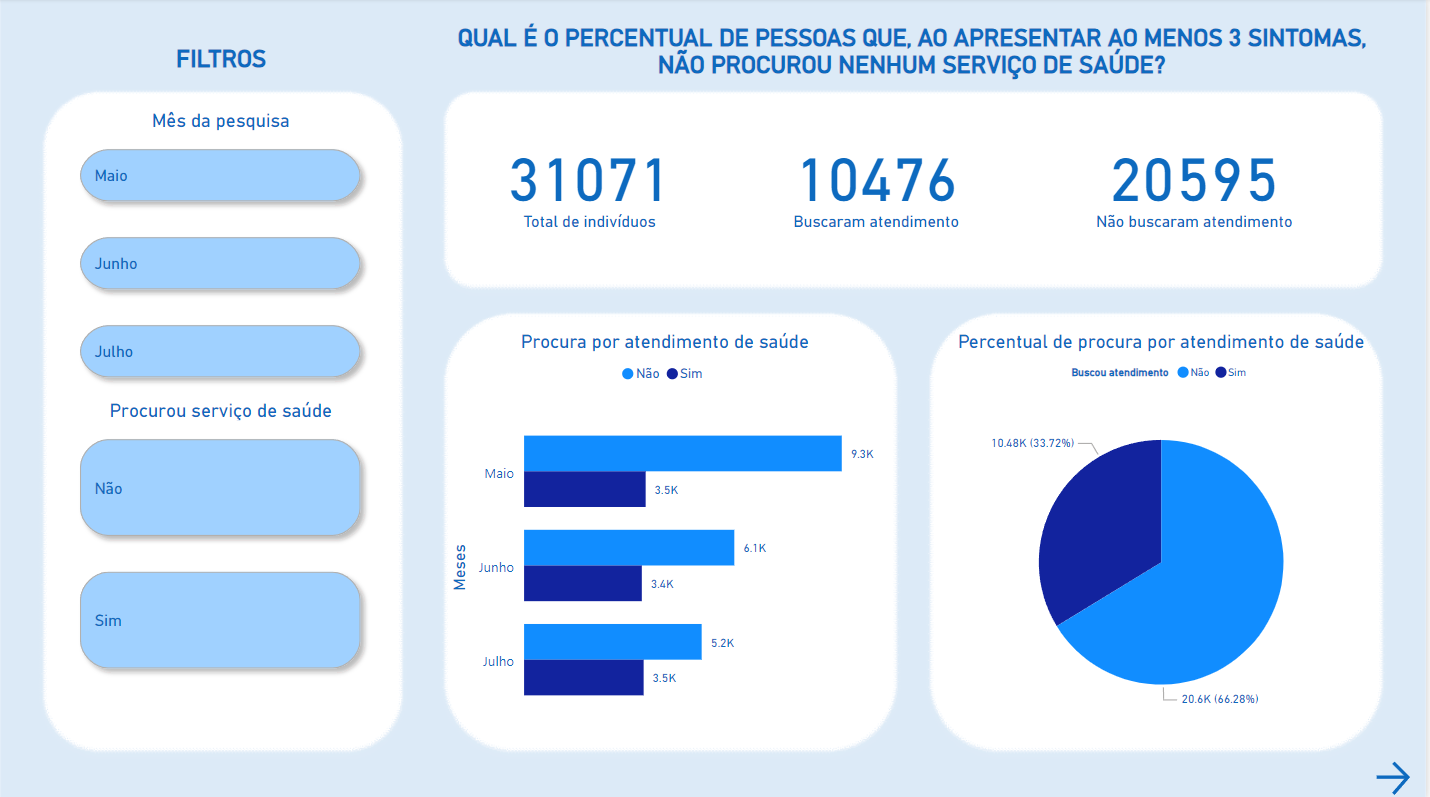 FILTROS
QUAL É O PERCENTUAL DE PESSOAS QUE, AO APRESENTAR AO MENOS 3 SINTOMAS,
NÃO PROCUROU NENHUM SERVIÇO DE SAÚDE?
Mês da pesquisa
Maio
Junho
Julho
Procurou serviço de saúde
Não
Sim
31071
Total de indivíduos
10476
Buscaram atendimento
20595
Não buscaram atendimento
Procura por atendimento de saúde
Não Sim
Meses
Maio
9.3K
3.5K
Junho
6.1K
3.4K
Julho
5.2K
3.5K
Percentual de procura por atendimento de saúde
Buscou atendimento Não Sim
10.48K (33.72%)
20.6K (66.28%)